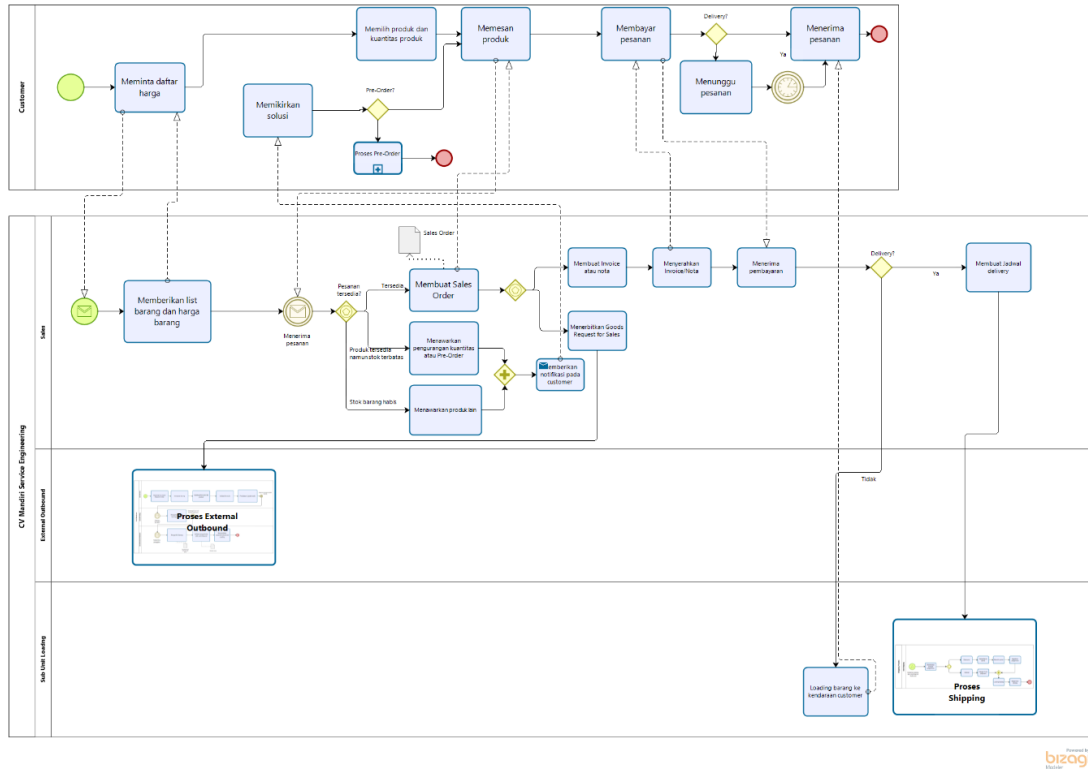 Customer
Meminta daftar
harga
Memilih produk dan
kuantitas produk
Memesan
produk
Memikirkan
solusi
Pre-Order?
Proses Pre-Order
Membayar
pesanan
Delivery?
Menunggu
pesanan
Ya
Menerima
pesanan
CV Mandiri Service Engineering
Sales
Memberikan list
barang dan harga
barang
Menerima
pesanan
Pesanan
tersedia?
Tersedia
Sales Order
Membuat Sales
Order
Produk tersedia
namun stok terbatas
Menawarkan
pengurangan kuantitas
atau Pre-Order
Stok barang habis
Menawarkan produk lain
Memberikan
notifikasi pada
customer
Membuat Invoice
atau nota
Menerbitkan Goods
Request for Sales
Menyerahkan
Invoice/Nota
Menerima
pembayaran
Delivery?
Ya
Membuat Jadwal
delivery
Tidak
External Outbound
Proses External
Outbound
Sub Unit Loading
Loading barang ke
kendaraan customer
Proses
Shipping
Powered by
bizagi
Modeler